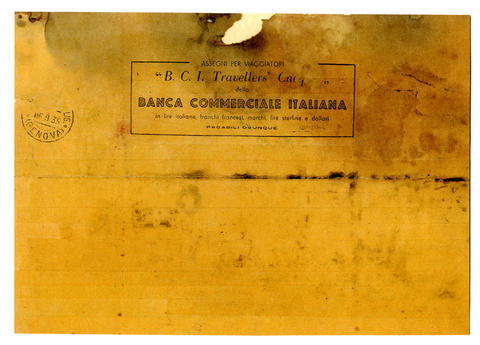 ASSEGNI PER VIAGGIATORI
"B. C. I. Travellers' "
della
BANCA COMMERCIALE ITALIANA
in lire italiane, franchi francesi, marchi, lire sterline e dollari
PAGABILI OVUNQUE
GENOVA